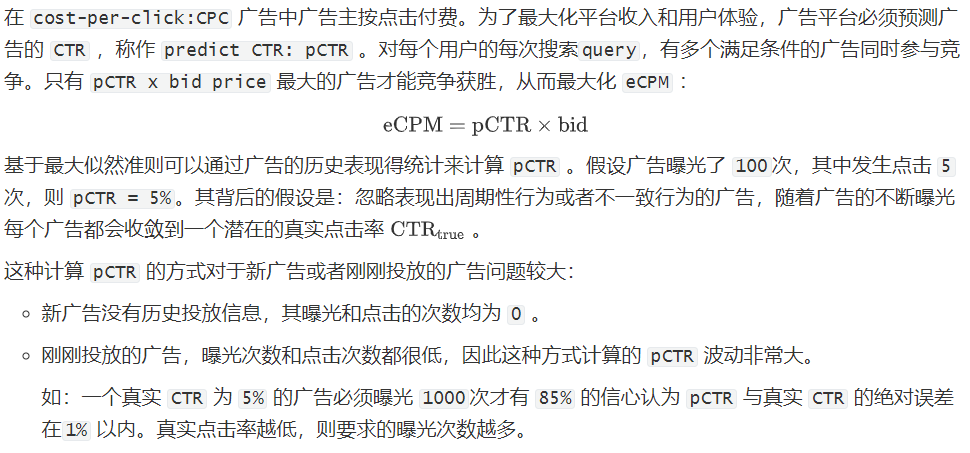 在 cost-per-click:CPC 广告中广告主按点击付费。为了最大化平台收入和用户体验，广告平台必须预测广
告的 CTR ，称作 predict CTR: pCTR 。对每个用户的每次搜索query，有多个满足条件的广告同时参与竞
争。只有 pCTR x bid price 最大的广告才能竞争获胜，从而最大化 eCPM ：
eCPM = pCTR × bid
基于最大似然准则可以通过广告的历史表现得统计来计算 pCTR 。假设广告曝光了 100次，其中发生点击 5
次，则 pCTR = 5%。其背后的假设是：忽略表现出周期性行为或者不一致行为的广告，随着广告的不断曝光
每个广告都会收敛到一个潜在的真实点击率 CTRtrue 。
这种计算 pCTR 的方式对于新广告或者刚刚投放的广告问题较大：
○ 新广告没有历史投放信息，其曝光和点击的次数均为 0 。
○ 刚刚投放的广告，曝光次数和点击次数都很低，因此这种方式计算的 pCTR 波动非常大。
如：一个真实 CTR 为 5% 的广告必须曝光 1000次才有 85% 的信心认为 pCTR 与真实 CTR 的绝对误差
在1% 以内。真实点击率越低，则要求的曝光次数越多。